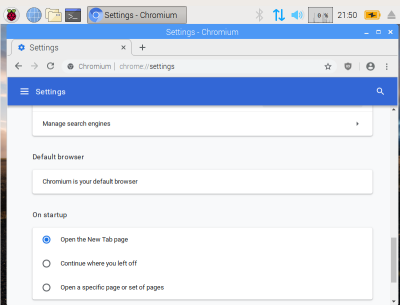 Settings - Chromium
0 %
21:50
Settings - Chromium
Settings
Chromium | chrome://settings
Settings
Manage search engines
Default browser
Chromium is your default browser
On startup
Open the New Tab page
Continue where you left off
Open a specific page or set of pages